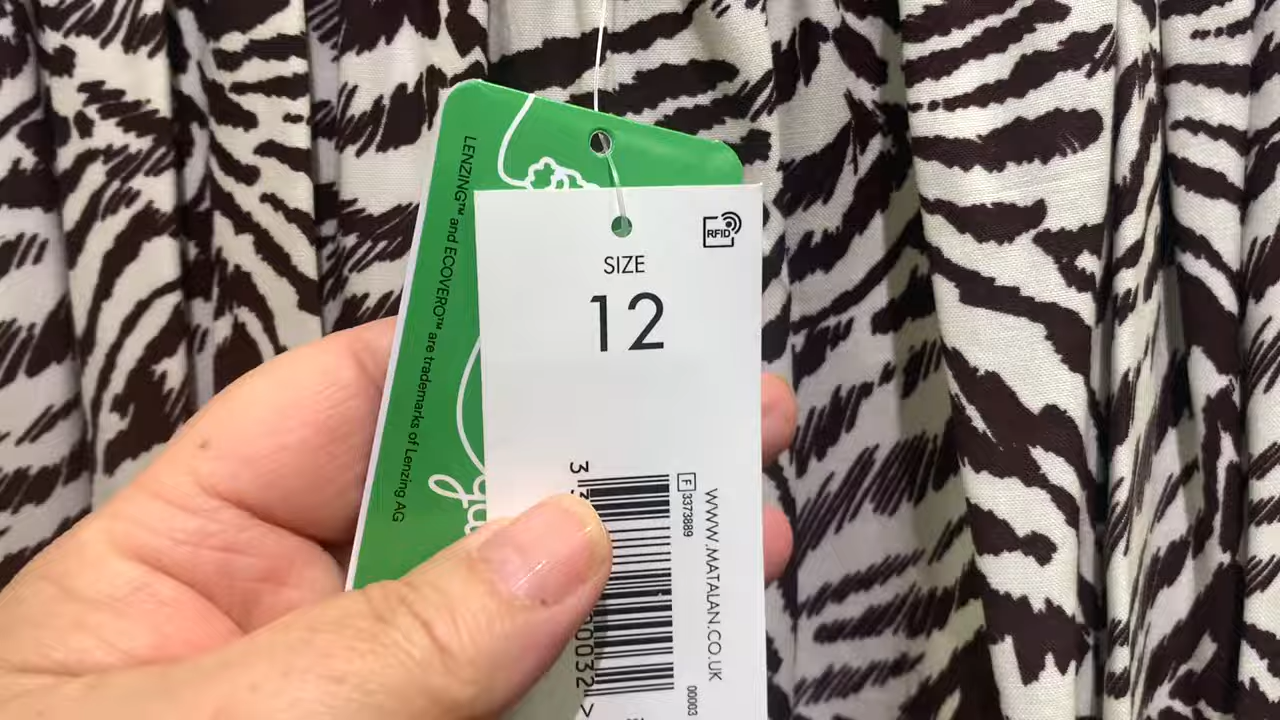 LENZING™ and ECOVERO™ are trademarks of Lenzing AG
RFID
SIZE
12
F 3373889
WWW.MATALAN.CO.UK
00003